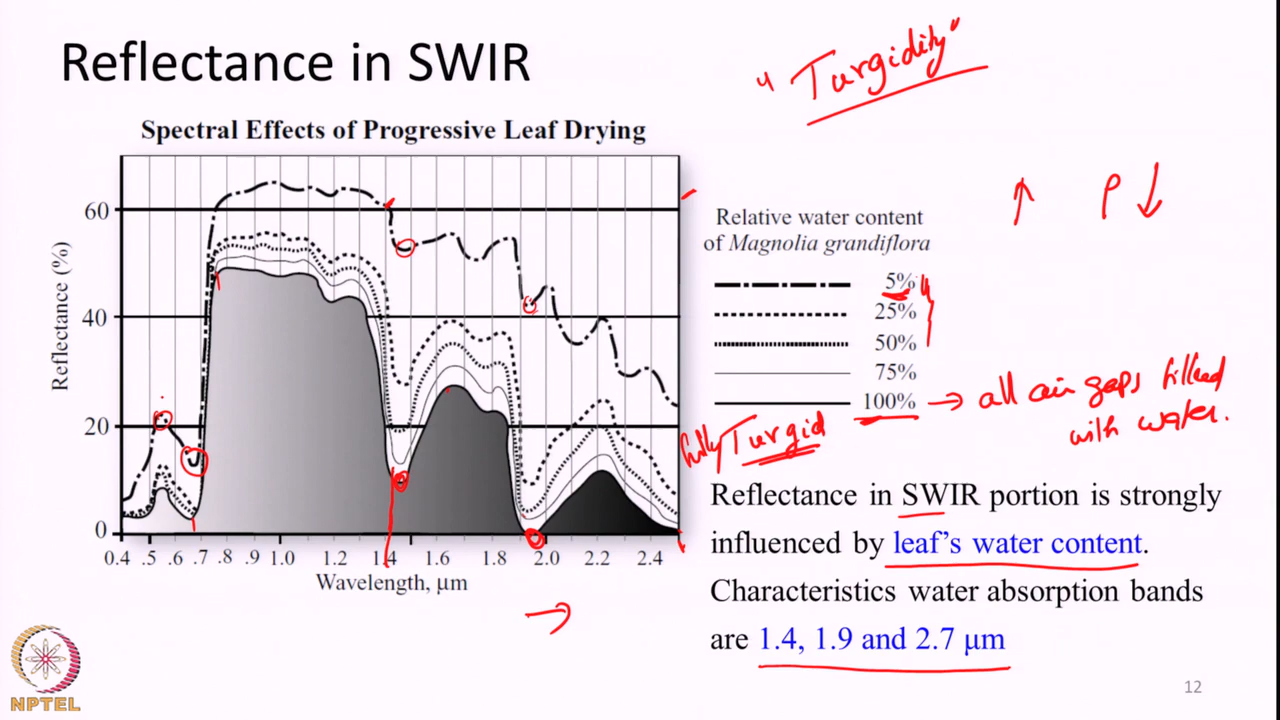 Reflectance in SWIR
"Turgidity"
Spectral Effects of Progressive Leaf Drying
Reflectance (%)
60
40
20
0
0.4 .5 .6 .7 .8 .9 1.0 1.2 1.4 1.6 1.8 2.0 2.2 2.4
Wavelength, μm
ρ
Relative water content
of Magnolia grandiflora
5%
25%
50%
75%
100% → all air gaps filled
with water.
fully Turgid
Reflectance in SWIR portion is strongly
influenced by leaf's water content.
Characteristics water absorption bands
are 1.4, 1.9 and 2.7 μm
NPTEL
12